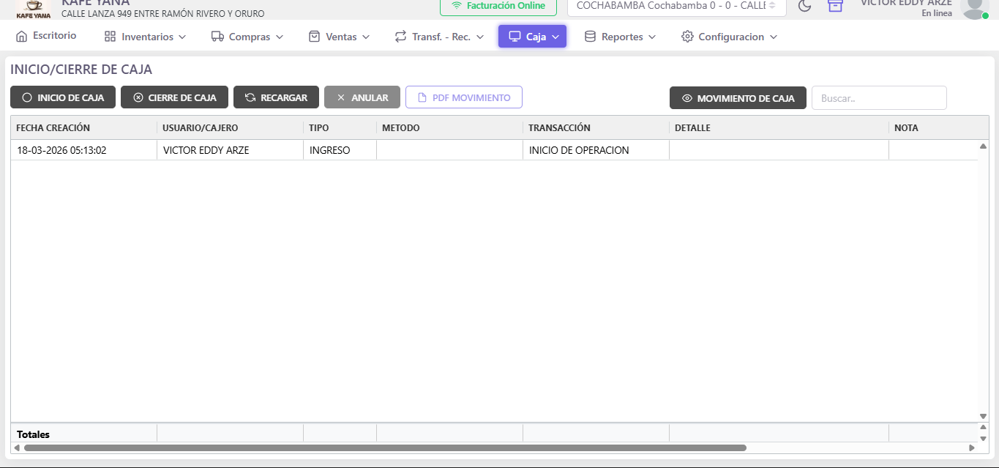 KAFE YANA
KAFE YANA
CALLE LANZA 949 ENTRE RAMÓN RIVERO Y ORURO
Facturación Online
COCHABAMBA Cochabamba 0 - 0 - CALLE
VICTOR EDDY ARZE
En línea
Escritorio
Inventarios
Compras
Ventas
Transf. - Rec.
Caja
Reportes
Configuracion
INICIO/CIERRE DE CAJA
INICIO DE CAJA
CIERRE DE CAJA
RECARGAR
ANULAR
PDF MOVIMIENTO
MOVIMIENTO DE CAJA
Buscar..
FECHA CREACIÓN USUARIO/CAJERO TIPO METODO TRANSACCIÓN DETALLE NOTA
18-03-2026 05:13:02 VICTOR EDDY ARZE INGRESO INICIO DE OPERACION
Totales